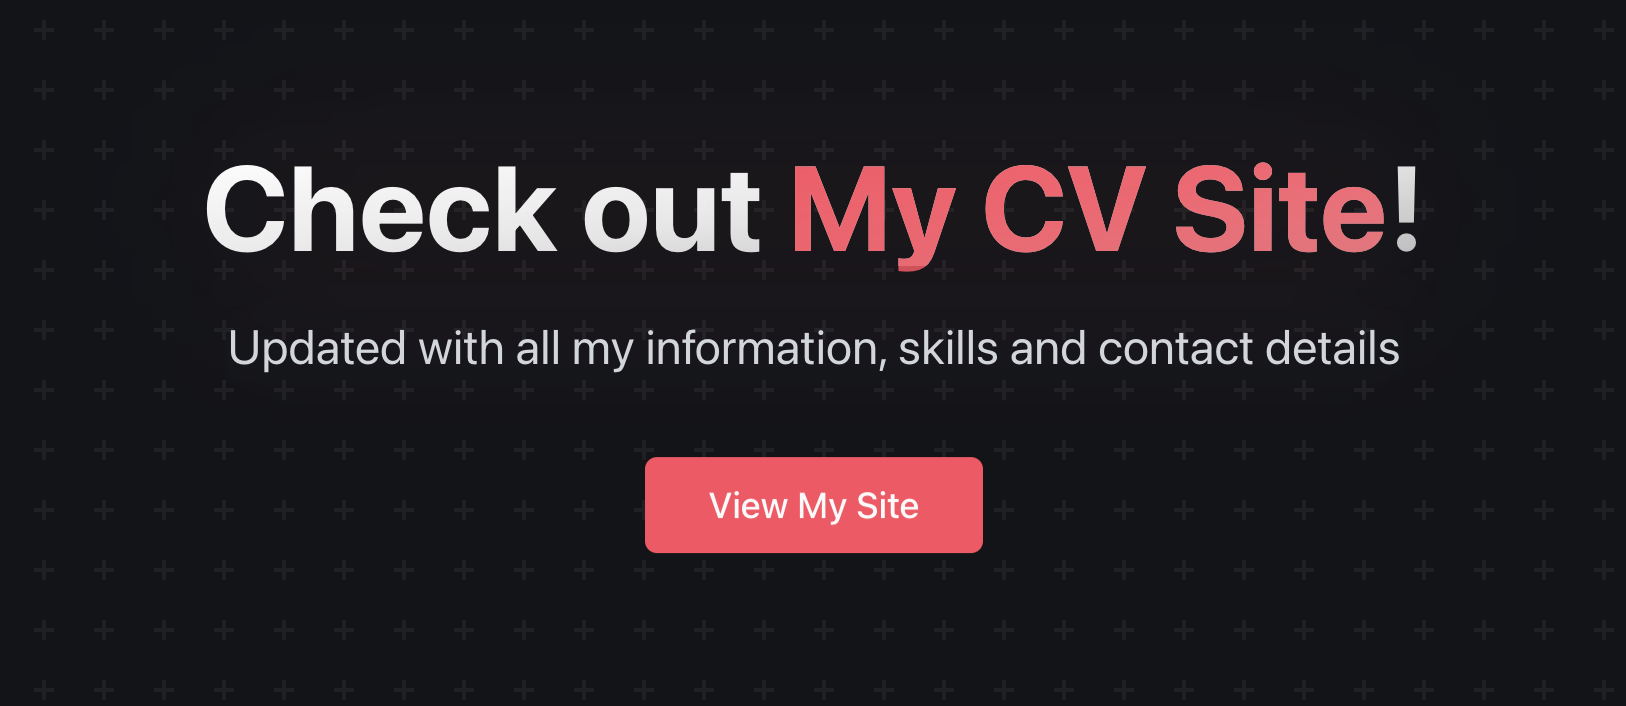 Check out My CV Site!
Updated with all my information, skills and contact details
View My Site